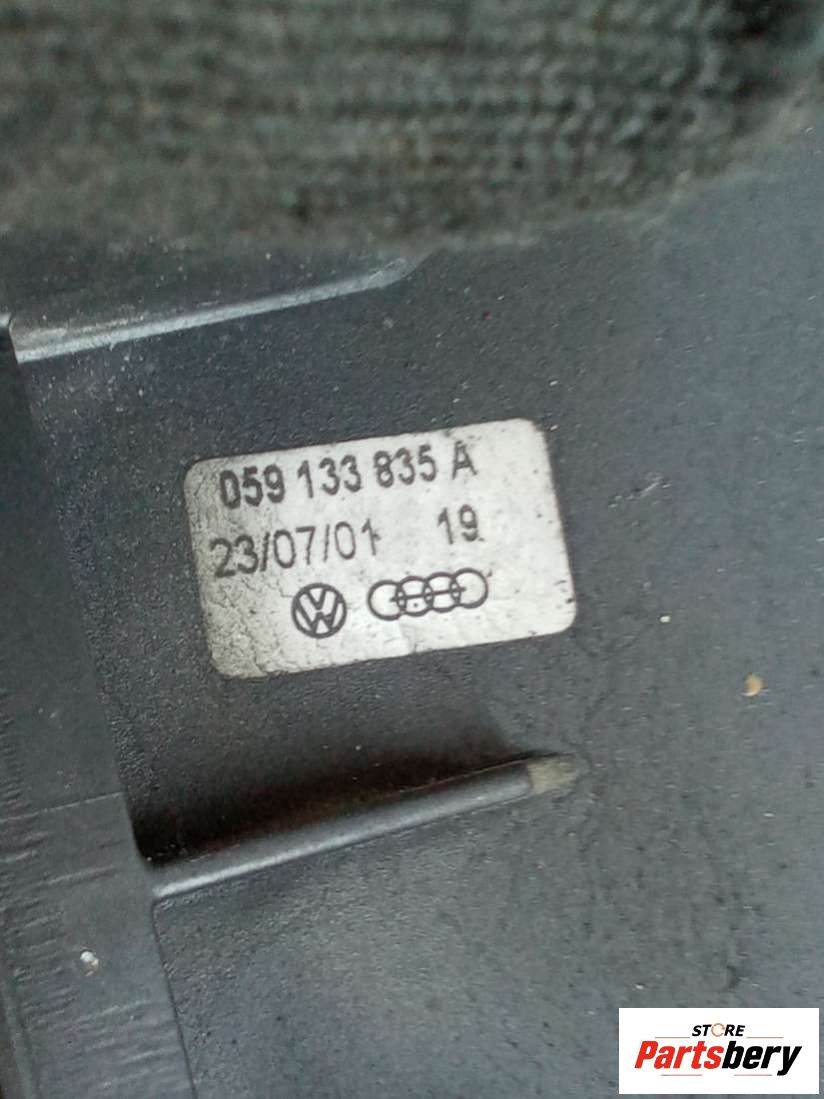 059 133 835 A
23/07/01 19
STORE
Partsbery